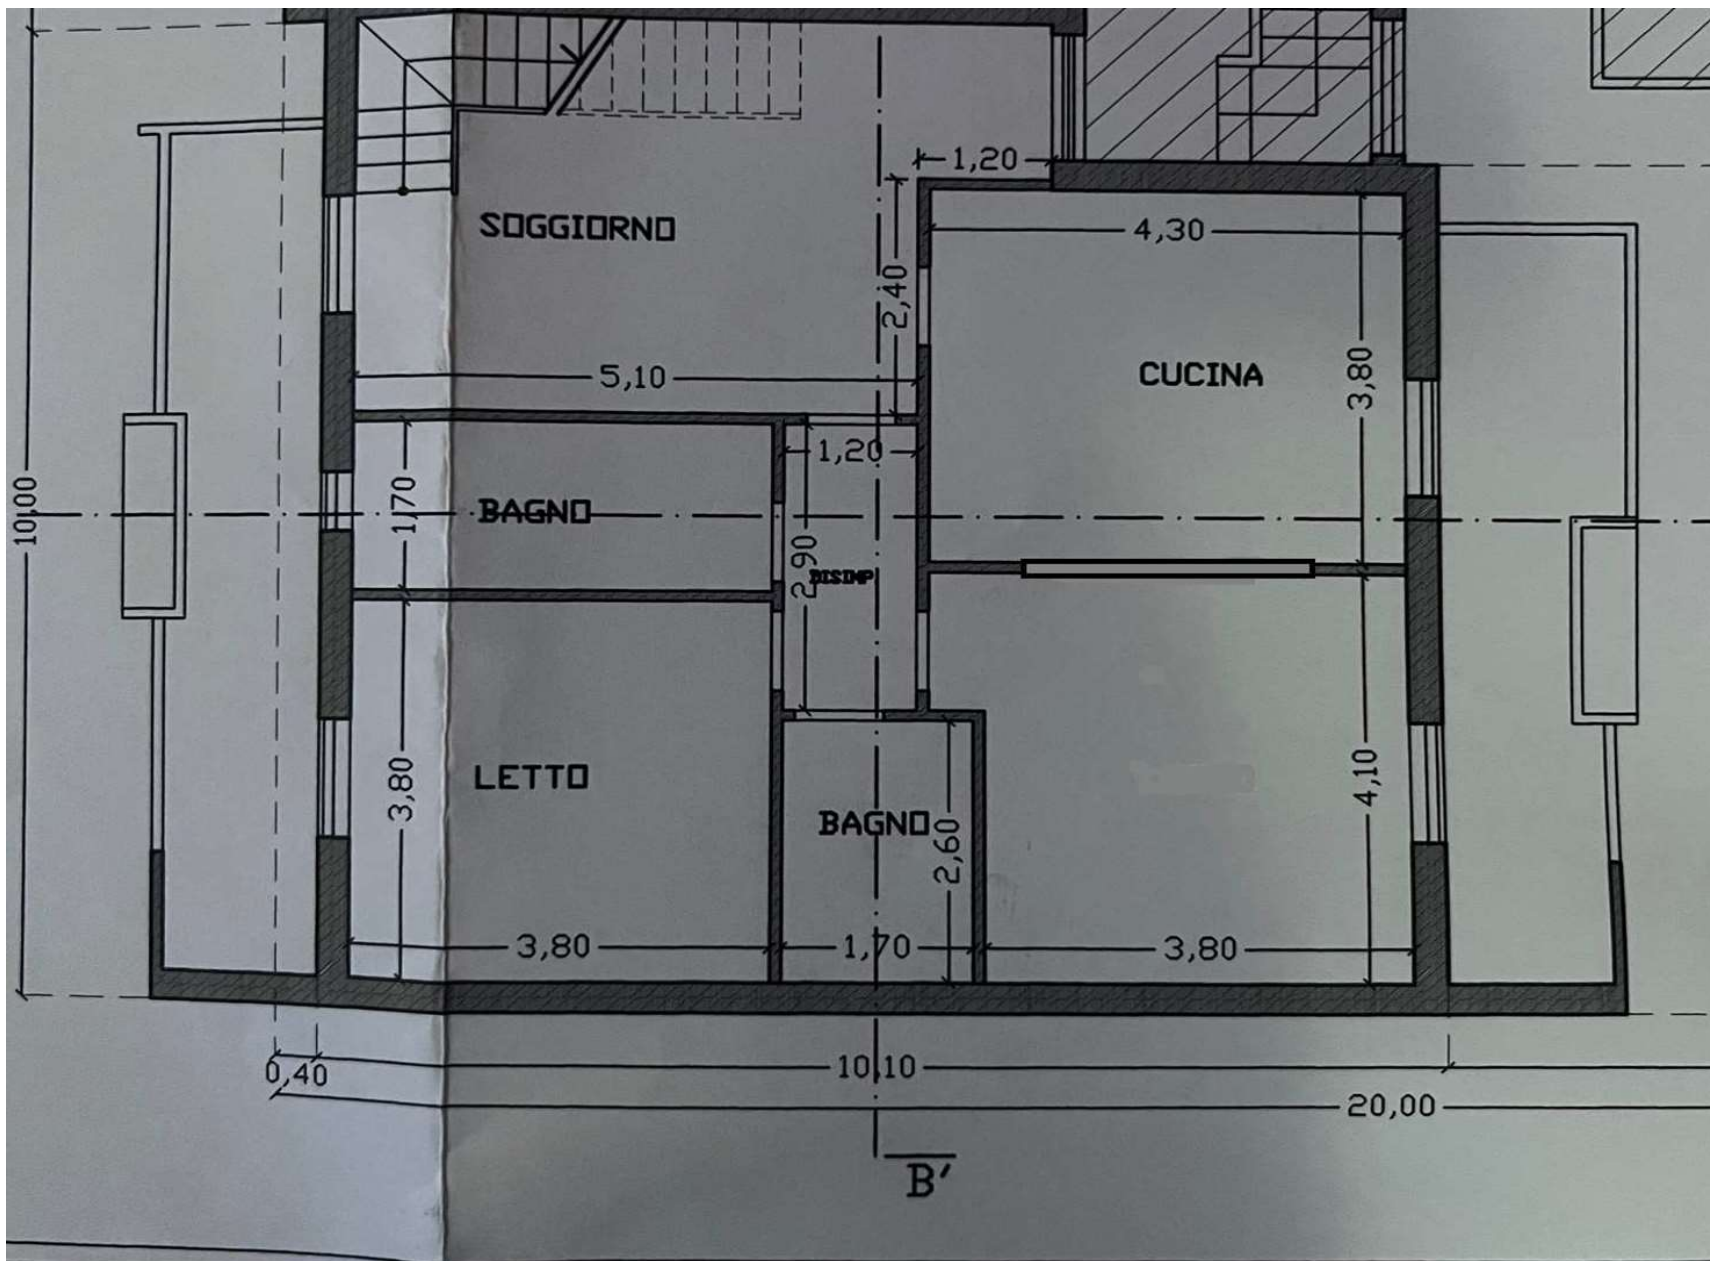 1,20
SOGGIORNO
4,30
2,40
5,10
CUCINA
3,80
1,20
1,70
BAGNO
10,00
2,90
DISIMP
LETTO
3,80
BAGNO
2,60
4,10
3,80
1,70
3,80
0,40
10,10
20,00
B'